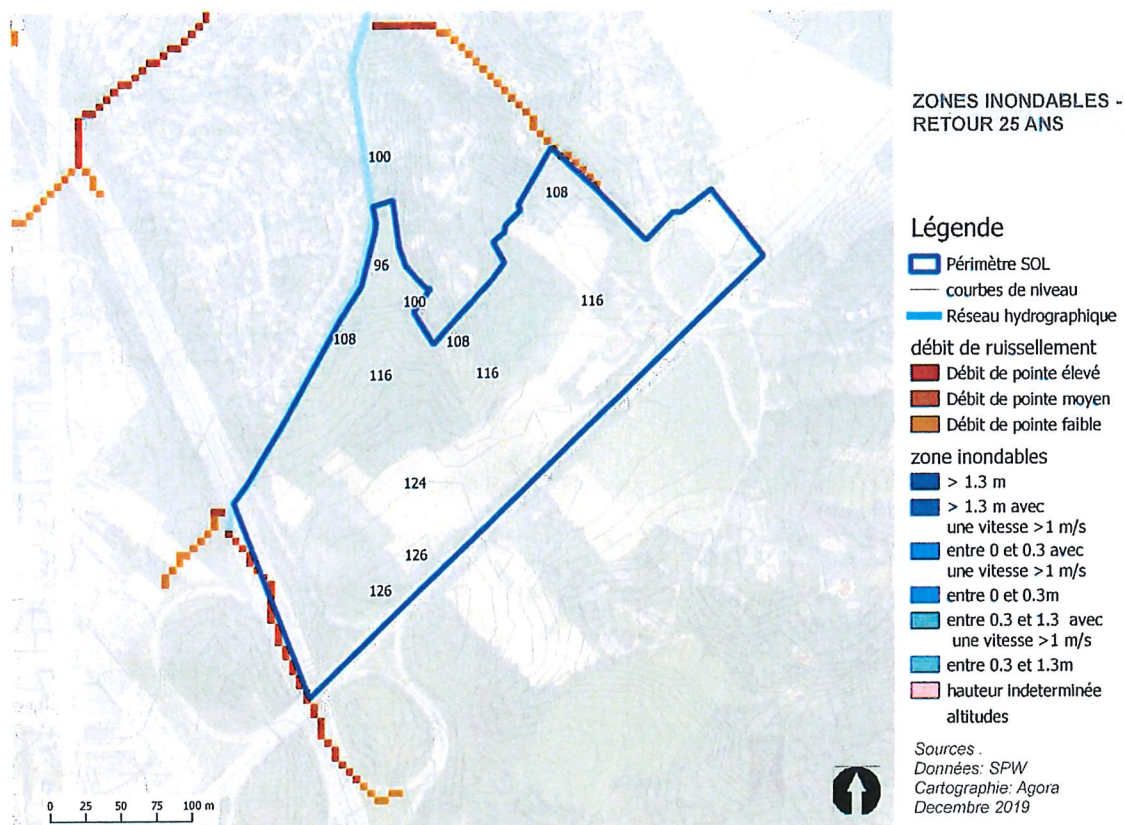 ZONES INONDABLES -
RETOUR 25 ANS
Légende
Périmètre SOL
courbes de niveau
Réseau hydrographique
débit de ruissellement
Débit de pointe élevé
Débit de pointe moyen
Débit de pointe faible
zone inondables
> 1.3 m
> 1.3 m avec
une vitesse >1 m/s
entre 0 et 0.3 avec
une vitesse >1 m/s
entre 0 et 0.3m
entre 0.3 et 1.3 avec
une vitesse >1 m/s
entre 0.3 et 1.3m
hauteur indeterminée
altitudes
Sources .
Données: SPW
Cartographie: Agora
Decembre 2019
100
108
96
100
116
108
108
116
116
124
126
126
0 25 50 75 100 m